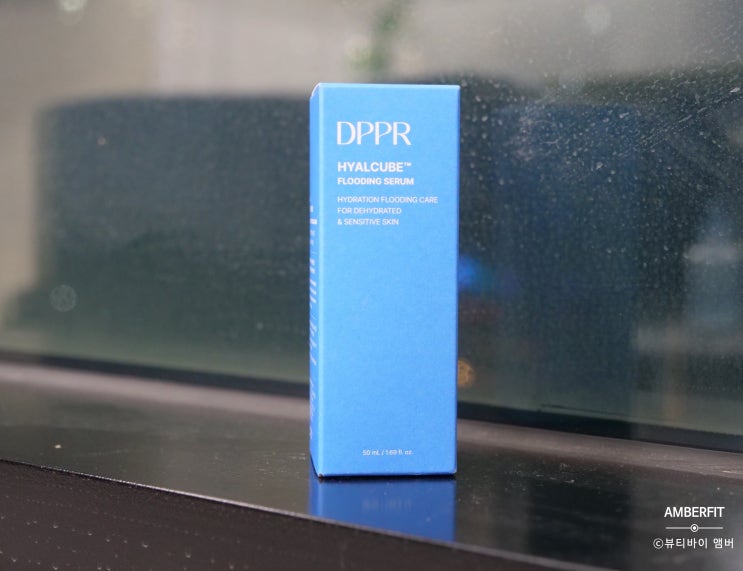 DPPR
HYALCUBE™
FLOODING SERUM
HYDRATION FLOODING CARE
FOR DEHYDRATED
& SENSITIVE SKIN
50 mL / 1.69 fl. oz.
AMBERFIT
©뷰티바이 앰버